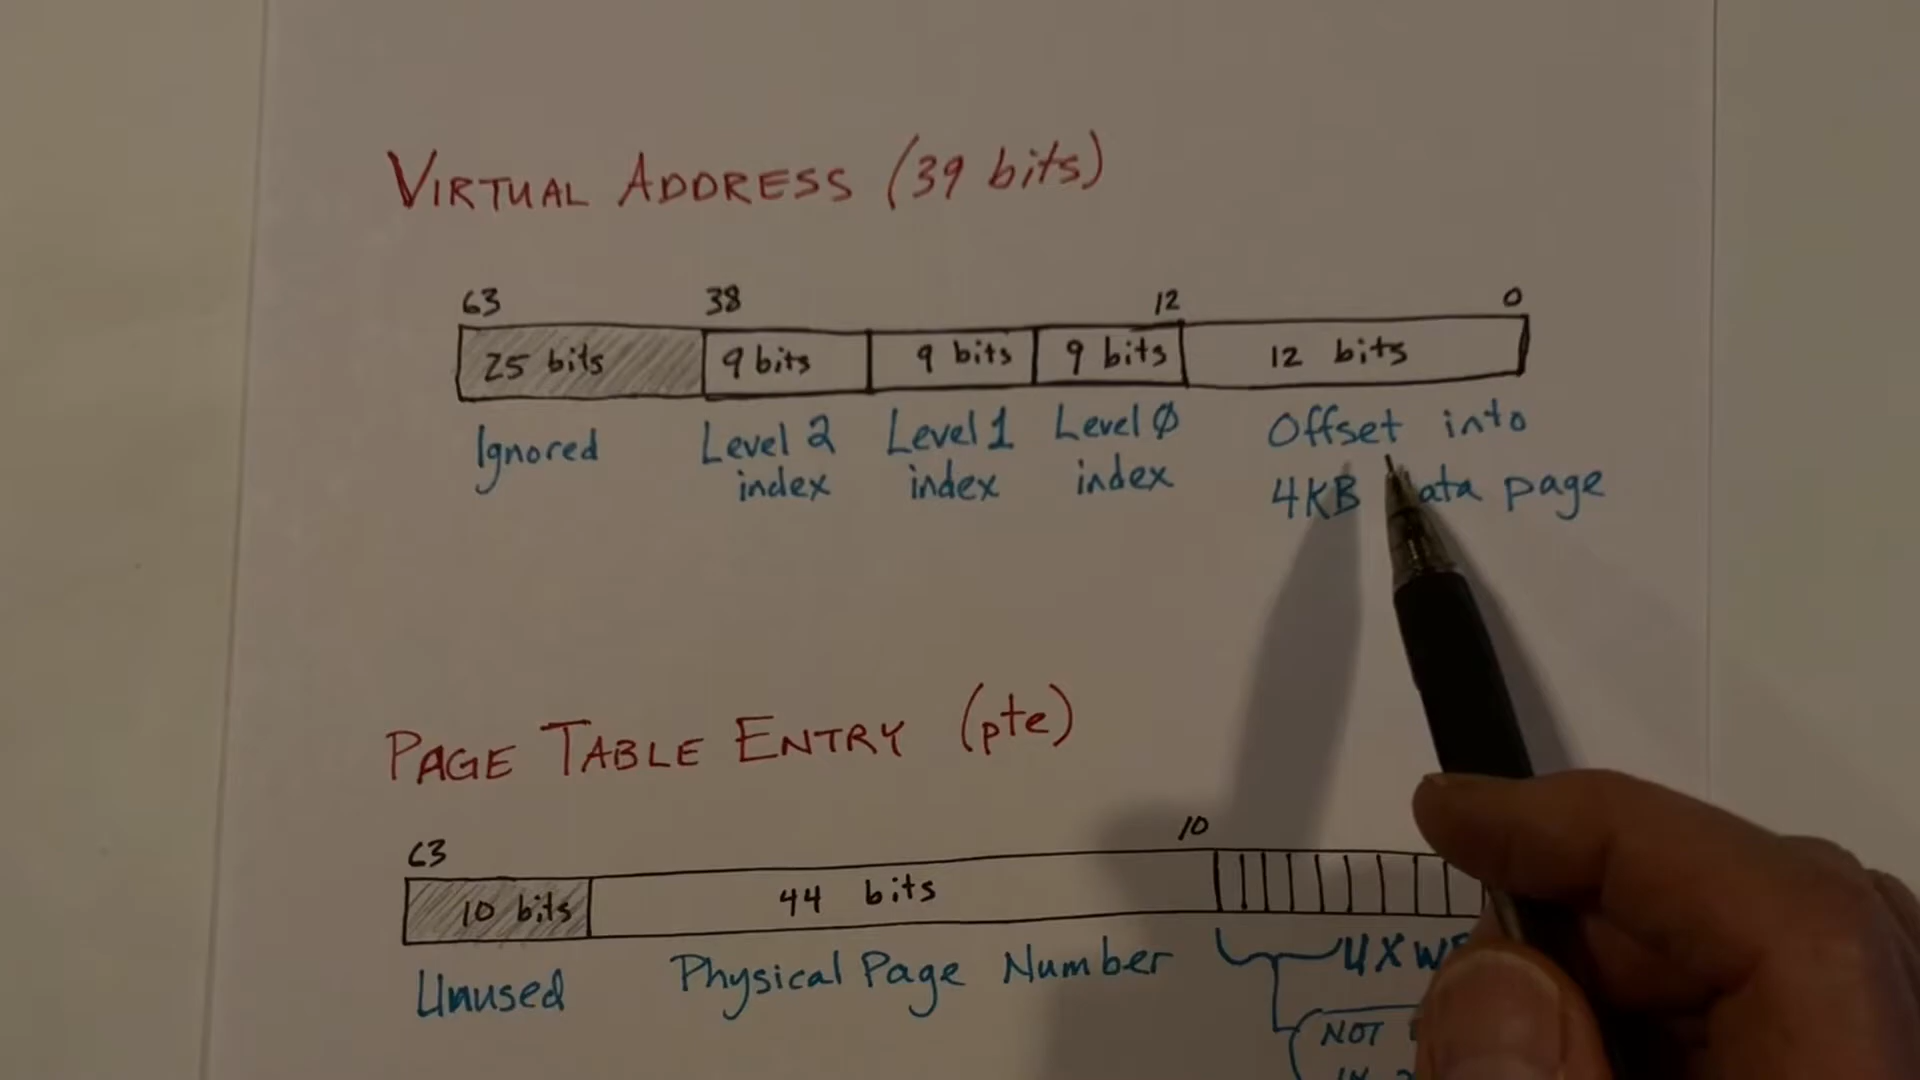 VIRTUAL ADDRESS (39 bits)
63 38 12 0
25 bits 9 bits 9 bits 9 bits 12 bits
Ignored Level 2 index Level 1 index Level 0 index Offset into
4KB page
PAGE TABLE ENTRY (pte)
63 10
10 bits 44 bits
Unused Physical Page Number UXW
NOT